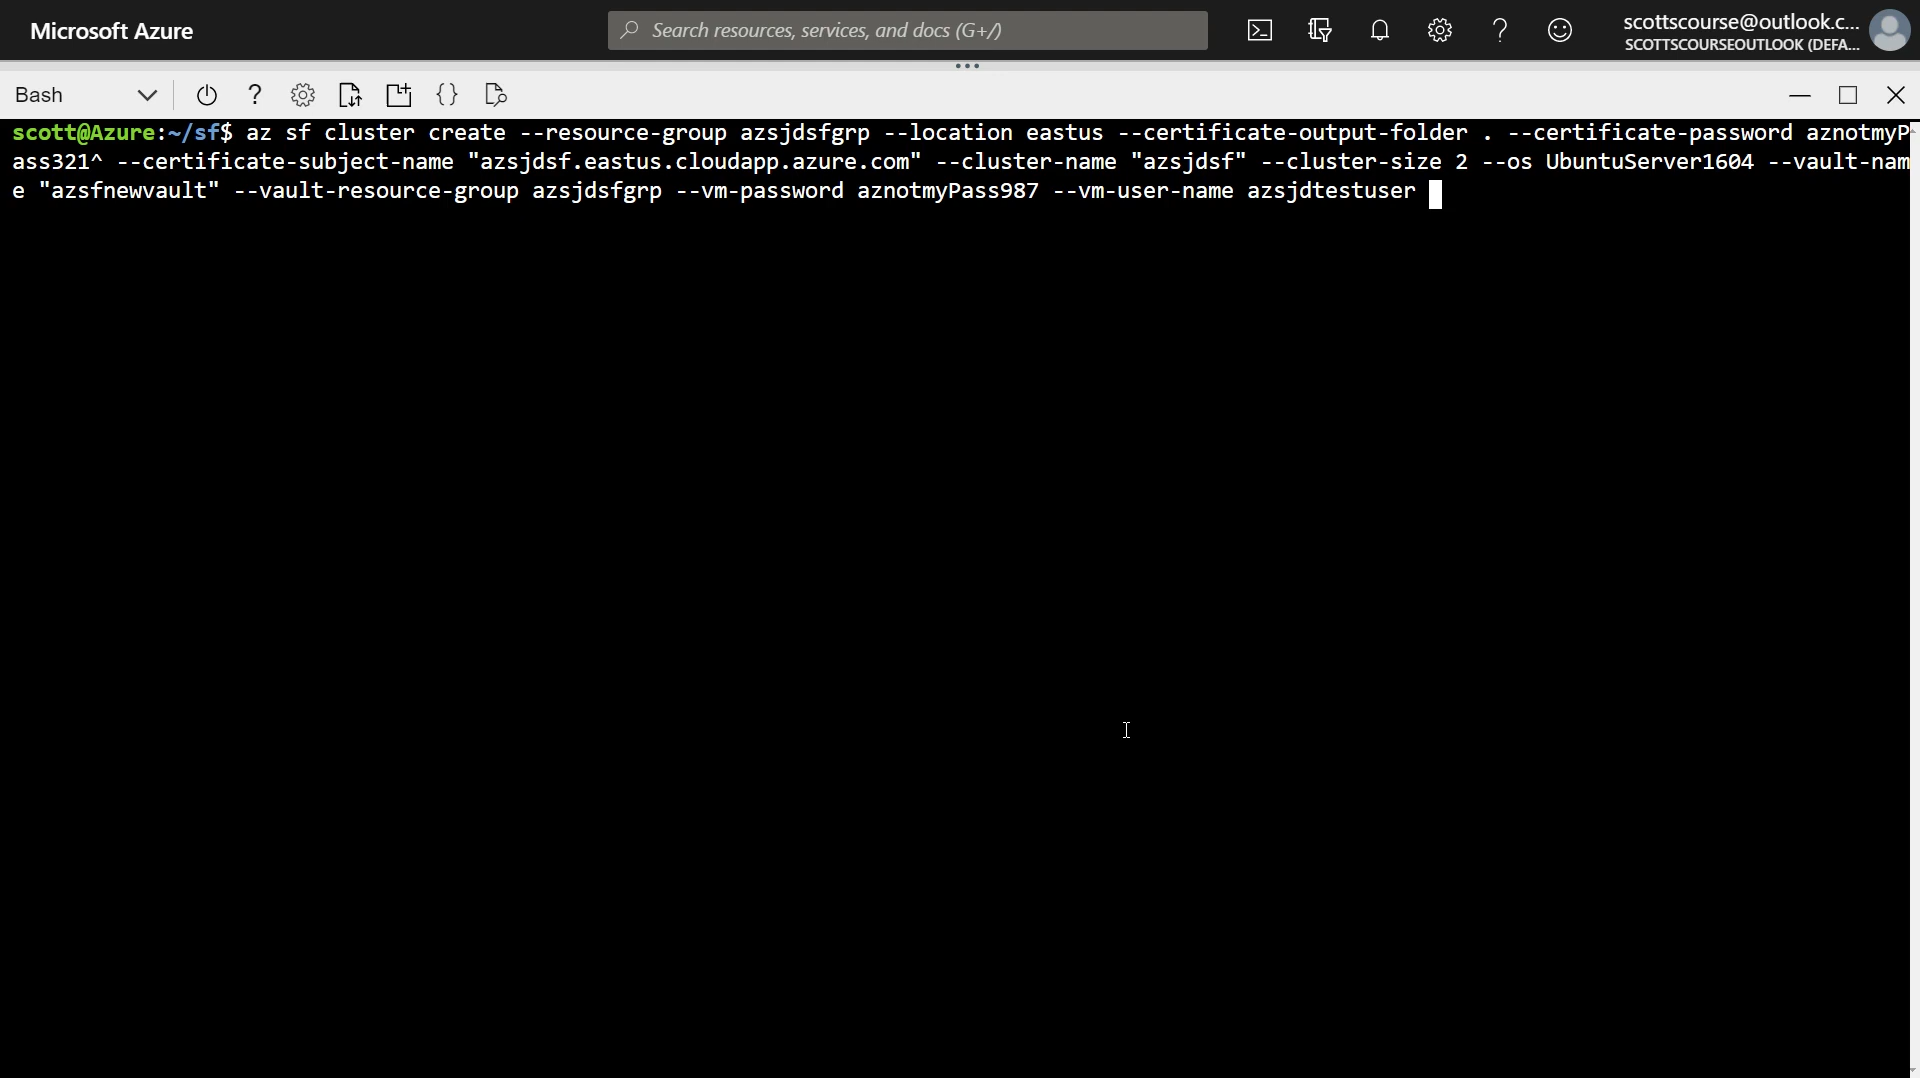 Microsoft Azure
Search resources, services, and docs (G+/)
scottscourse@outlook.c...
SCOTTSCOURSEOUTLOOK (DEFA...
Bash
scott@Azure:~/sf$ az sf cluster create --resource-group azsjdsfgrp --location eastus --certificate-output-folder . --certificate-password aznotmyP
ass321^ --certificate-subject-name "azsjdsf.eastus.cloudapp.azure.com" --cluster-name "azsjdsf" --cluster-size 2 --os UbuntuServer1604 --vault-nam
e "azsfnewvault" --vault-resource-group azsjdsfgrp --vm-password aznotmyPass987 --vm-user-name azsjdtestuser